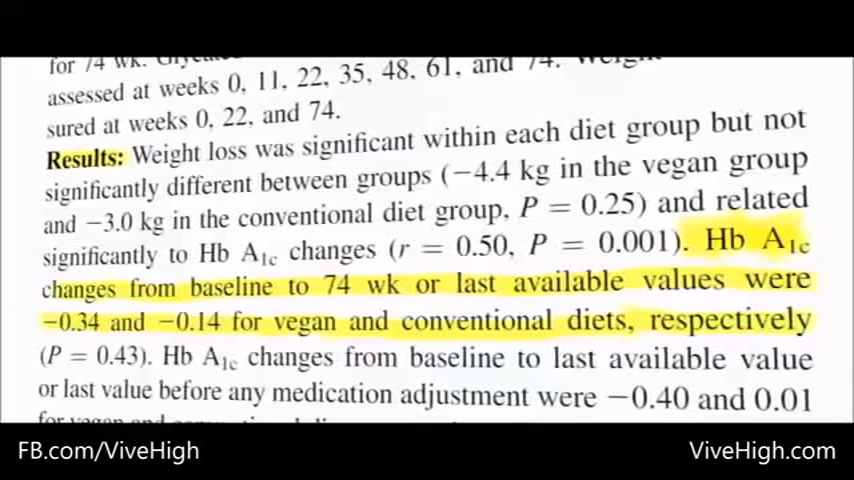 for 74 wk.
assessed at weeks 0, 11, 22, 35, 48, 61, and 74.
sured at weeks 0, 22, and 74.
Results: Weight loss was significant within each diet group but not
significantly different between groups (−4.4 kg in the vegan group
and −3.0 kg in the conventional diet group, P = 0.25) and related
significantly to Hb A1c changes (r = 0.50, P = 0.001). Hb A1c
changes from baseline to 74 wk or last available values were
−0.34 and −0.14 for vegan and conventional diets, respectively
(P = 0.43). Hb A1c changes from baseline to last available value
or last value before any medication adjustment were −0.40 and 0.01
FB.com/ViveHigh
ViveHigh.com